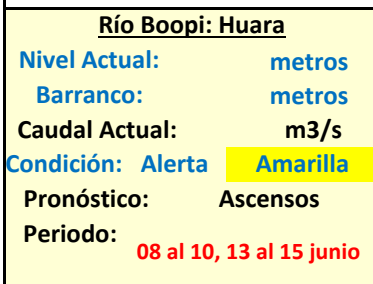 Río Boopi: Huara
Nivel Actual: metros
Barranco: metros
Caudal Actual: m3/s
Condición: Alerta Amarilla
Pronóstico: Ascensos
Periodo:
08 al 10, 13 al 15 junio